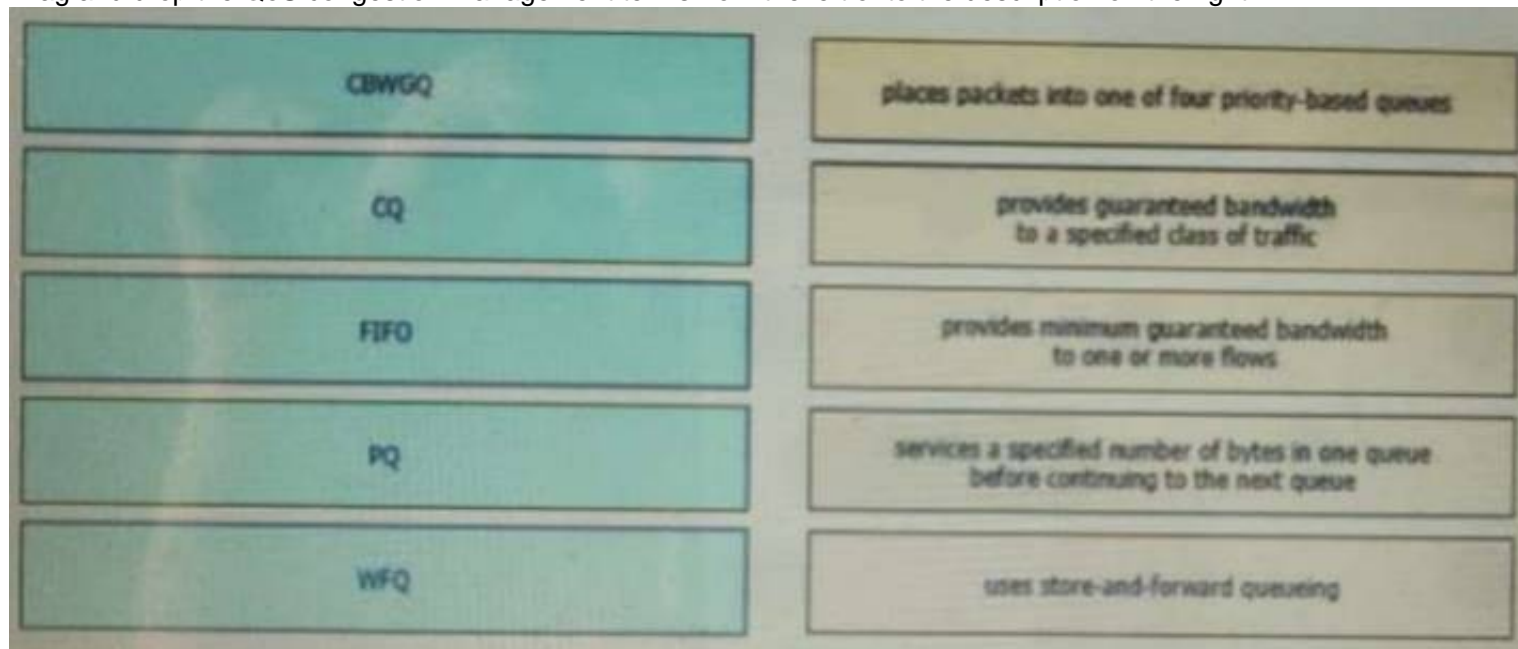 CBWGQ
places packets into one of four priority-based queues
CQ
provides guaranteed bandwidth
to a specified class of traffic
FIFO
provides minimum guaranteed bandwidth
to one or more flows
PQ
services a specified number of bytes in one queue
before continuing to the next queue
WFQ
uses store-and-forward queueing